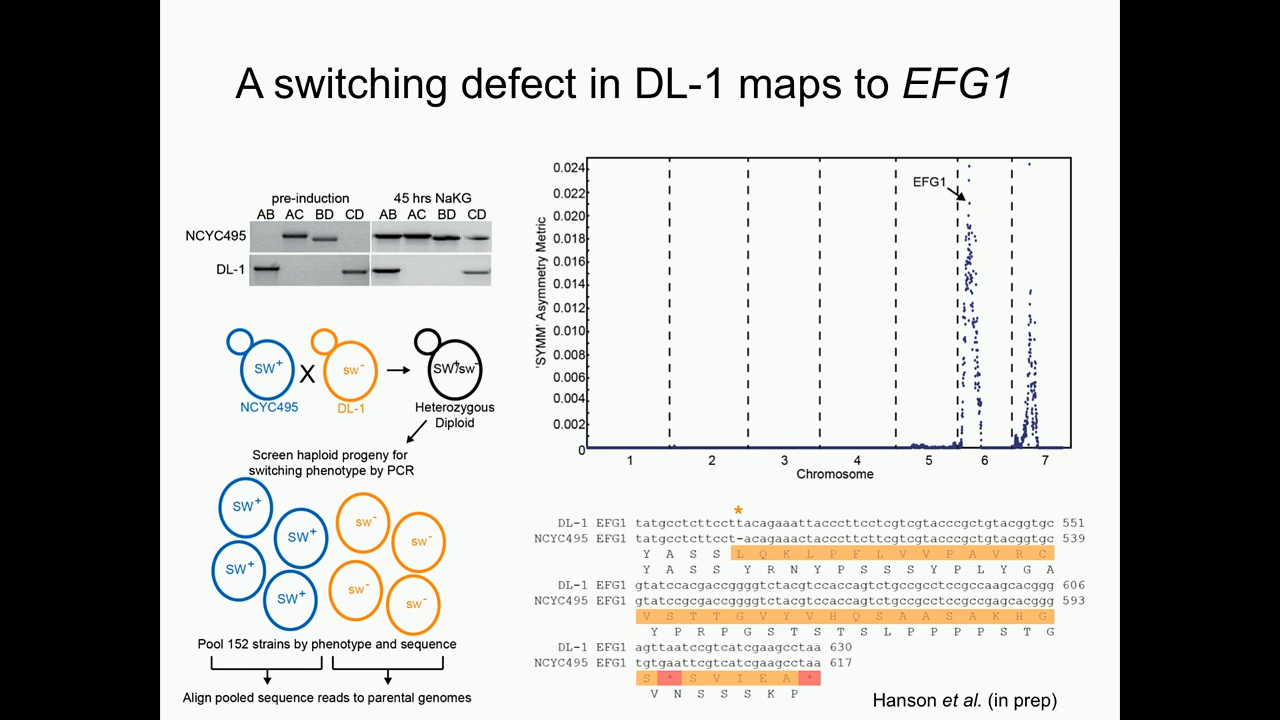 A switching defect in DL-1 maps to EFG1
pre-induction 45 hrs NaKG
AB AC BD CD AB AC BD CD
NCYC495
DL-1
SW+ X sw- SW+/sw-
NCYC495 DL-1 Heterozygous
Diploid
Screen haploid progeny for
switching phenotype by PCR
SW+ SW+ SW+ SW+
sw- sw- sw- sw-
Pool 152 strains by phenotype and sequence
Align pooled sequence reads to parental genomes
'SYMM' Asymmetry Metric
0.024
0.022
0.020
0.018
0.016
0.014
0.012
0.010
0.008
0.006
0.004
0.002
0
EFG1
1 2 3 4 5 6 7
Chromosome
*
DL-1 EFG1 tatgcctcttccttacagaaattacccttcctcgtcgtacccgctgtacggtgc 551
NCYC495 EFG1 tatgcctcttcct-acagaaactacccttcttcgtcgtacccgctgtacggtgc 539
Y A S S L Q K L P F L V V P A V R C
Y A S S Y R N Y P S S S Y P L Y G A
DL-1 EFG1 gtatccacgaccggggtctacgtccaccagtctgccgcctccgccaagcacggg 606
NCYC495 EFG1 gtatccgcgaccggggtctacgtccaccagtctgccgcctccgccgagcacggg 593
V S T T G V Y V H Q S A A S A K H G
Y P R P G S T S T S L P P P P S T G
DL-1 EFG1 agttaatccgtcatcgaagcctaa 630
NCYC495 EFG1 tgtgaattcgtcatcgaagcctaa 617
S * S V I E A *
V N S S S K P
Hanson et al. (in prep)